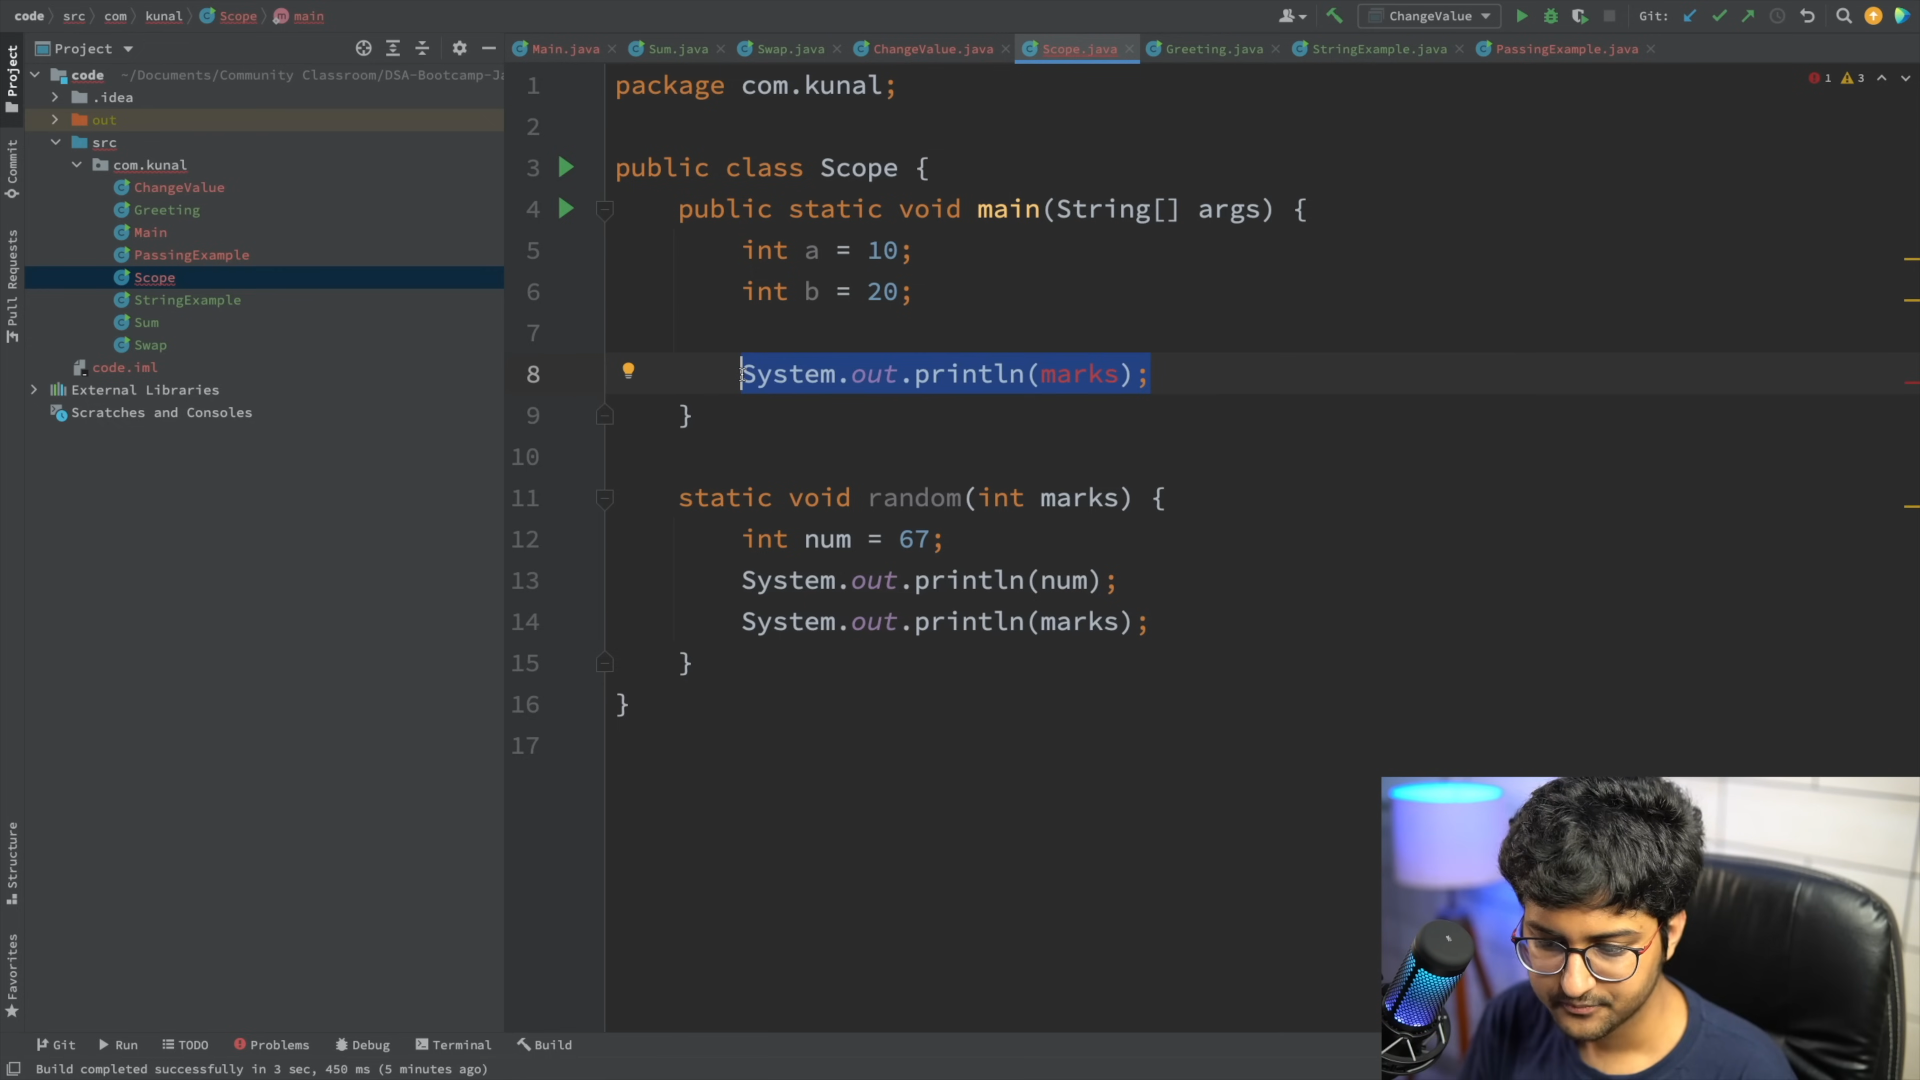 code src com kunal Scope main
ChangeValue
Git:
Project
Main.java Sum.java Swap.java ChangeValue.java Scope.java Greeting.java StringExample.java PassingExample.java
code ~/Documents/Community Classroom/DSA-Bootcamp-Ja
.idea
out
src
com.kunal
ChangeValue
Greeting
Main
PassingExample
Scope
StringExample
Sum
Swap
code.iml
External Libraries
Scratches and Consoles
Project
Commit
Pull Requests
Structure
Favorites
1 package com.kunal;
2
3 public class Scope {
4 public static void main(String[] args) {
5 int a = 10;
6 int b = 20;
7
8 System.out.println(marks);
9 }
10
11 static void random(int marks) {
12 int num = 67;
13 System.out.println(num);
14 System.out.println(marks);
15 }
16 }
17
1 3
Git Run TODO Problems Debug Terminal Build
Build completed successfully in 3 sec, 450 ms (5 minutes ago)